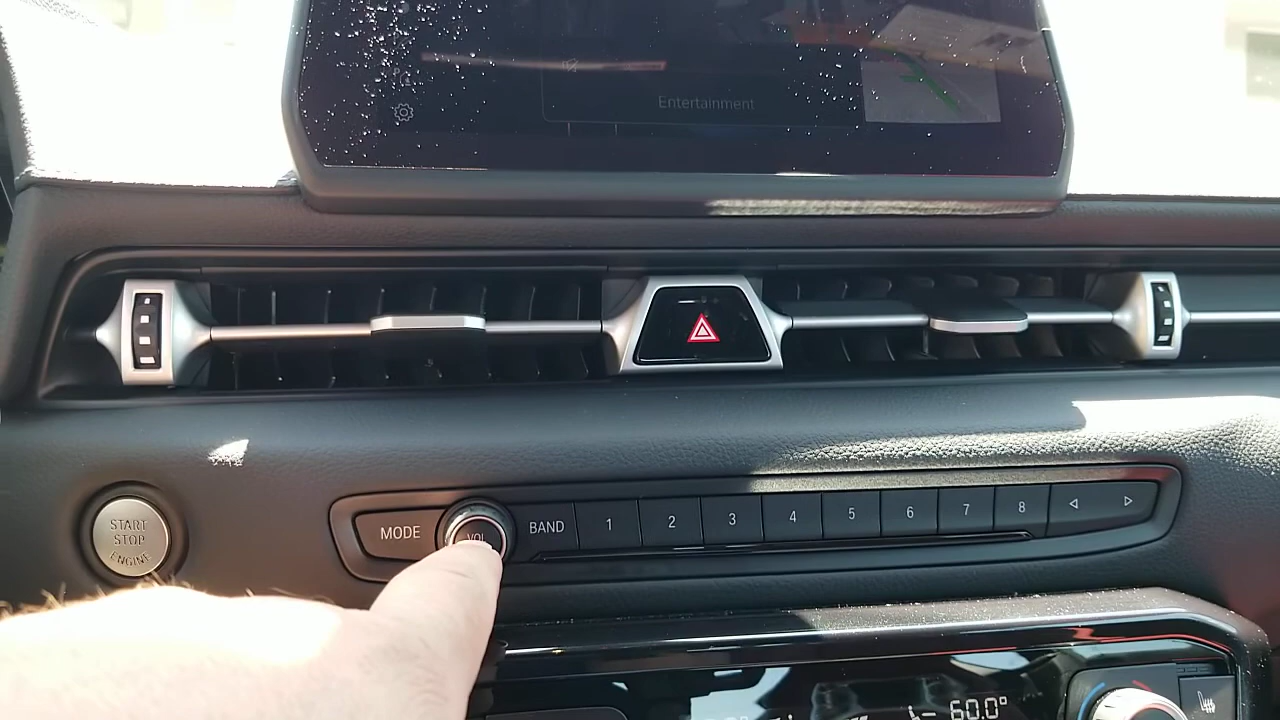 Entertainment
START
STOP
ENGINE
MODE
VOL
BAND
1
2
3
4
5
6
7
8
60.0°